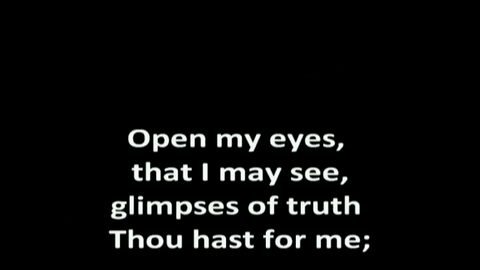 Open my eyes,
that I may see,
glimpses of truth
Thou hast for me;